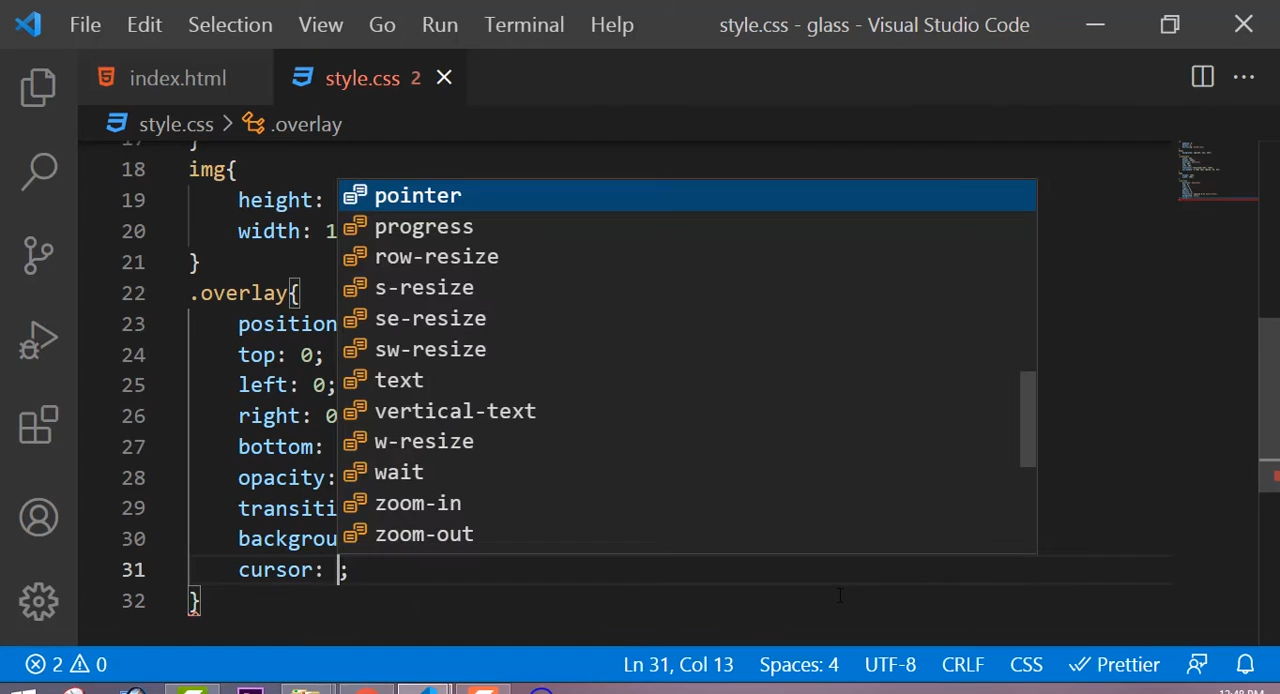 File Edit Selection View Go Run Terminal Help style.css - glass - Visual Studio Code
index.html style.css 2
style.css > .overlay
17 }
18 img{
19 height:
20 width: 1
21 }
22 .overlay{
23 position
24 top: 0;
25 left: 0;
26 right: 0
27 bottom:
28 opacity:
29 transiti
30 backgrou
31 cursor: ;
32 }
pointer
progress
row-resize
s-resize
se-resize
sw-resize
text
vertical-text
w-resize
wait
zoom-in
zoom-out
2 0 Ln 31, Col 13 Spaces: 4 UTF-8 CRLF CSS Prettier